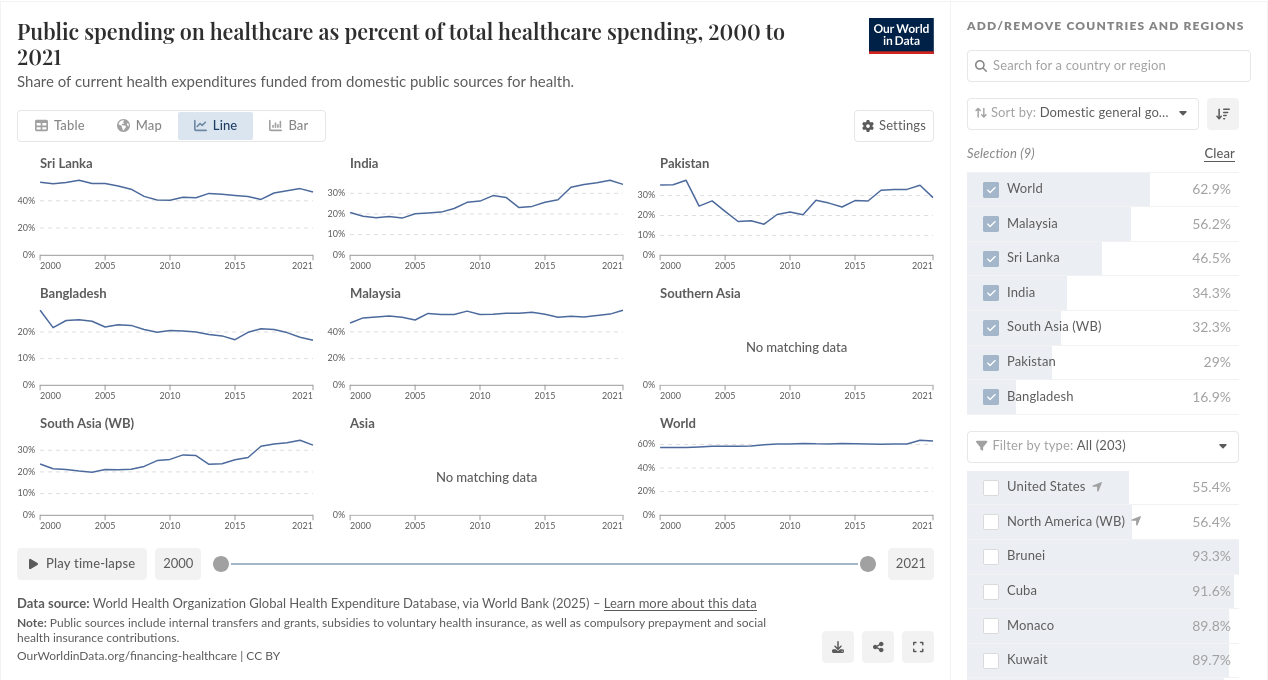 Public spending on healthcare as percent of total healthcare spending, 2000 to
2021
Share of current health expenditures funded from domestic public sources for health.
Our World
in Data
Table Map Line Bar
Settings
Sri Lanka
40%
20%
0%
2000 2005 2010 2015 2021
India
30%
20%
10%
0%
2000 2005 2010 2015 2021
Pakistan
30%
20%
10%
0%
2000 2005 2010 2015 2021
Bangladesh
20%
10%
0%
2000 2005 2010 2015 2021
Malaysia
40%
20%
0%
2000 2005 2010 2015 2021
Southern Asia
No matching data
0%
2000 2005 2010 2015 2021
South Asia (WB)
30%
20%
10%
0%
2000 2005 2010 2015 2021
Asia
No matching data
0%
2000 2005 2010 2015 2021
World
60%
40%
20%
0%
2000 2005 2010 2015 2021
Play time-lapse 2000 2021
Data source: World Health Organization Global Health Expenditure Database, via World Bank (2025) – Learn more about this data
Note: Public sources include internal transfers and grants, subsidies to voluntary health insurance, as well as compulsory prepayment and social
health insurance contributions.
OurWorldinData.org/financing-healthcare | CC BY
ADD/REMOVE COUNTRIES AND REGIONS
Search for a country or region
Sort by: Domestic general go...
Selection (9) Clear
World 62.9%
Malaysia 56.2%
Sri Lanka 46.5%
India 34.3%
South Asia (WB) 32.3%
Pakistan 29%
Bangladesh 16.9%
Filter by type: All (203)
United States 55.4%
North America (WB) 56.4%
Brunei 93.3%
Cuba 91.6%
Monaco 89.8%
Kuwait 89.7%